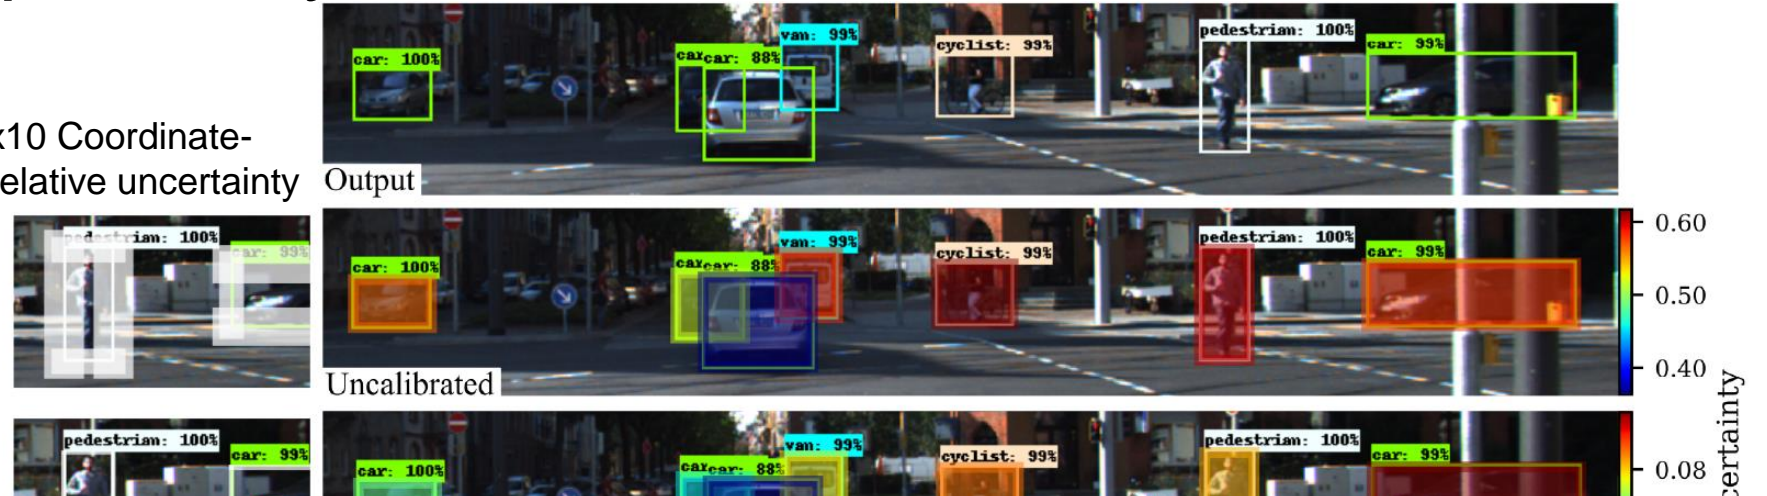 car: 100%
car: 88%
van: 99%
cyclist: 99%
pedestrian: 100%
car: 99%
Output
x10 Coordinate-
elative uncertainty
pedestrian: 100%
car: 99%
car: 100%
car: 88%
van: 99%
cyclist: 99%
pedestrian: 100%
car: 99%
Uncalibrated
0.60
0.50
0.40
pedestrian: 100%
car: 99%
car: 100%
car: 88%
van: 99%
cyclist: 99%
pedestrian: 100%
car: 99%
0.08
certainty